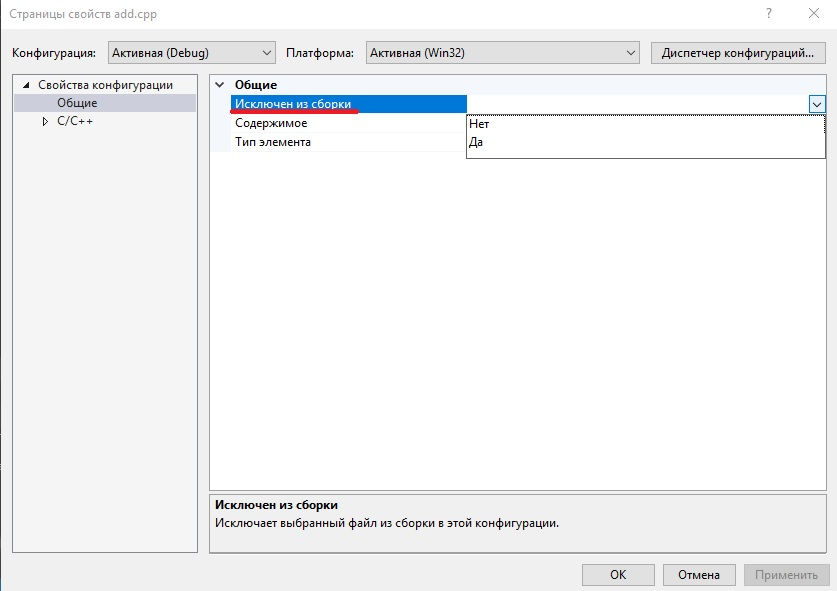 Страницы свойств add.cpp
?
Конфигурация: Активная (Debug) Платформа: Активная (Win32) Диспетчер конфигураций...
Свойства конфигурации
Общие
C/C++
Общие
Исключен из сборки
Содержимое
Тип элемента
Нет
Да
Исключен из сборки
Исключает выбранный файл из сборки в этой конфигурации.
ОК Отмена Применить